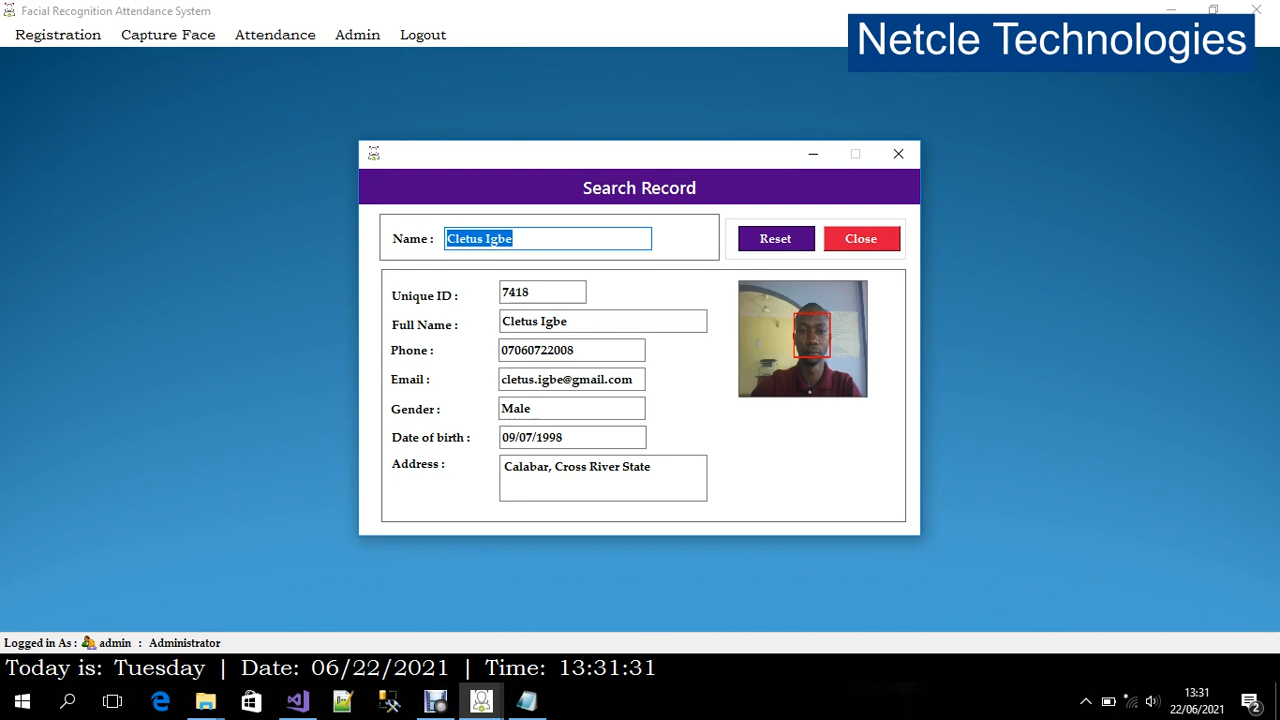 Facial Recognition Attendance System
Registration Capture Face Attendance Admin Logout
Netcle Technologies
Search Record
Name : Cletus Igbe
Reset Close
Unique ID : 7418
Full Name : Cletus Igbe
Phone : 07060722008
Email : cletus.igbe@gmail.com
Gender : Male
Date of birth : 09/07/1998
Address : Calabar, Cross River State
Logged in As : admin : Administrator
Today is: Tuesday | Date: 06/22/2021 | Time: 13:31:31
13:31
22/06/2021
2